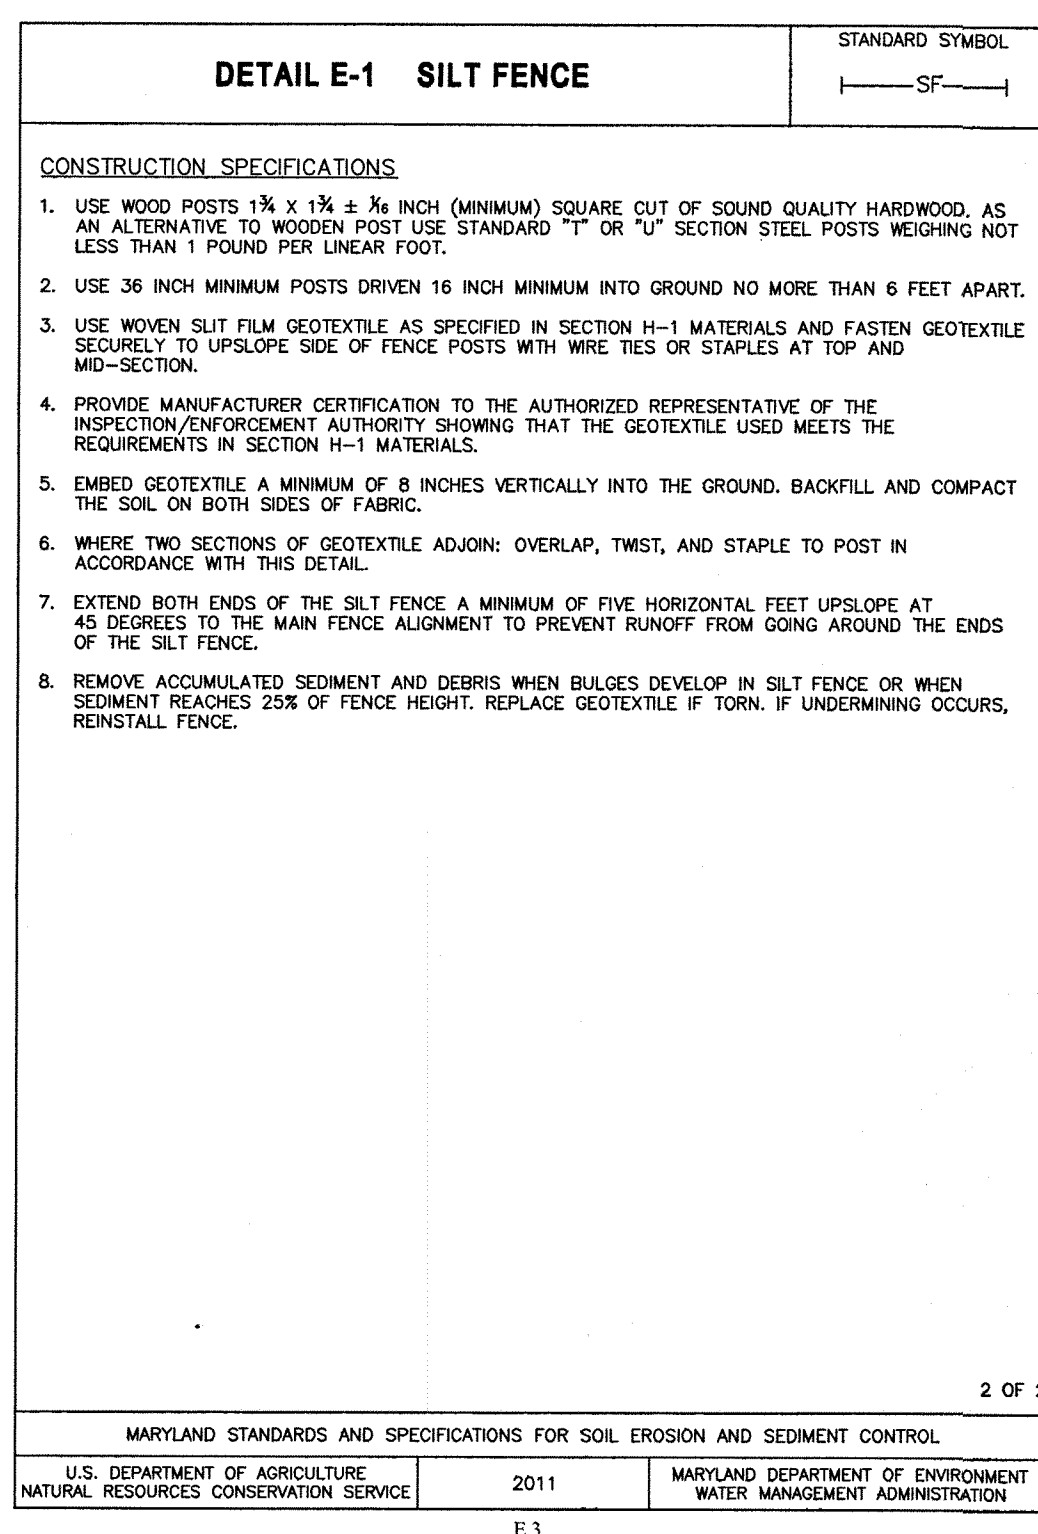 DETAIL E-1 SILT FENCE
STANDARD SYMBOL
SF
CONSTRUCTION SPECIFICATIONS
1. USE WOOD POSTS 1¾ X 1¾ ± 1/16 INCH (MINIMUM) SQUARE CUT OF SOUND QUALITY HARDWOOD. AS
AN ALTERNATIVE TO WOODEN POST USE STANDARD "T" OR "U" SECTION STEEL POSTS WEIGHING NOT
LESS THAN 1 POUND PER LINEAR FOOT.
2. USE 36 INCH MINIMUM POSTS DRIVEN 16 INCH MINIMUM INTO GROUND NO MORE THAN 6 FEET APART.
3. USE WOVEN SLIT FILM GEOTEXTILE AS SPECIFIED IN SECTION H-1 MATERIALS AND FASTEN GEOTEXTILE
SECURELY TO UPSLOPE SIDE OF FENCE POSTS WITH WIRE TIES OR STAPLES AT TOP AND
MID-SECTION.
4. PROVIDE MANUFACTURER CERTIFICATION TO THE AUTHORIZED REPRESENTATIVE OF THE
INSPECTION/ENFORCEMENT AUTHORITY SHOWING THAT THE GEOTEXTILE USED MEETS THE
REQUIREMENTS IN SECTION H-1 MATERIALS.
5. EMBED GEOTEXTILE A MINIMUM OF 8 INCHES VERTICALLY INTO THE GROUND. BACKFILL AND COMPACT
THE SOIL ON BOTH SIDES OF FABRIC.
6. WHERE TWO SECTIONS OF GEOTEXTILE ADJOIN: OVERLAP, TWIST, AND STAPLE TO POST IN
ACCORDANCE WITH THIS DETAIL.
7. EXTEND BOTH ENDS OF THE SILT FENCE A MINIMUM OF FIVE HORIZONTAL FEET UPSLOPE AT
45 DEGREES TO THE MAIN FENCE ALIGNMENT TO PREVENT RUNOFF FROM GOING AROUND THE ENDS
OF THE SILT FENCE.
8. REMOVE ACCUMULATED SEDIMENT AND DEBRIS WHEN BULGES DEVELOP IN SILT FENCE OR WHEN
SEDIMENT REACHES 25% OF FENCE HEIGHT. REPLACE GEOTEXTILE IF TORN. IF UNDERMINING OCCURS,
REINSTALL FENCE.
2 OF
MARYLAND STANDARDS AND SPECIFICATIONS FOR SOIL EROSION AND SEDIMENT CONTROL
U.S. DEPARTMENT OF AGRICULTURE
NATURAL RESOURCES CONSERVATION SERVICE
2011
MARYLAND DEPARTMENT OF ENVIRONMENT
WATER MANAGEMENT ADMINISTRATION
E.3